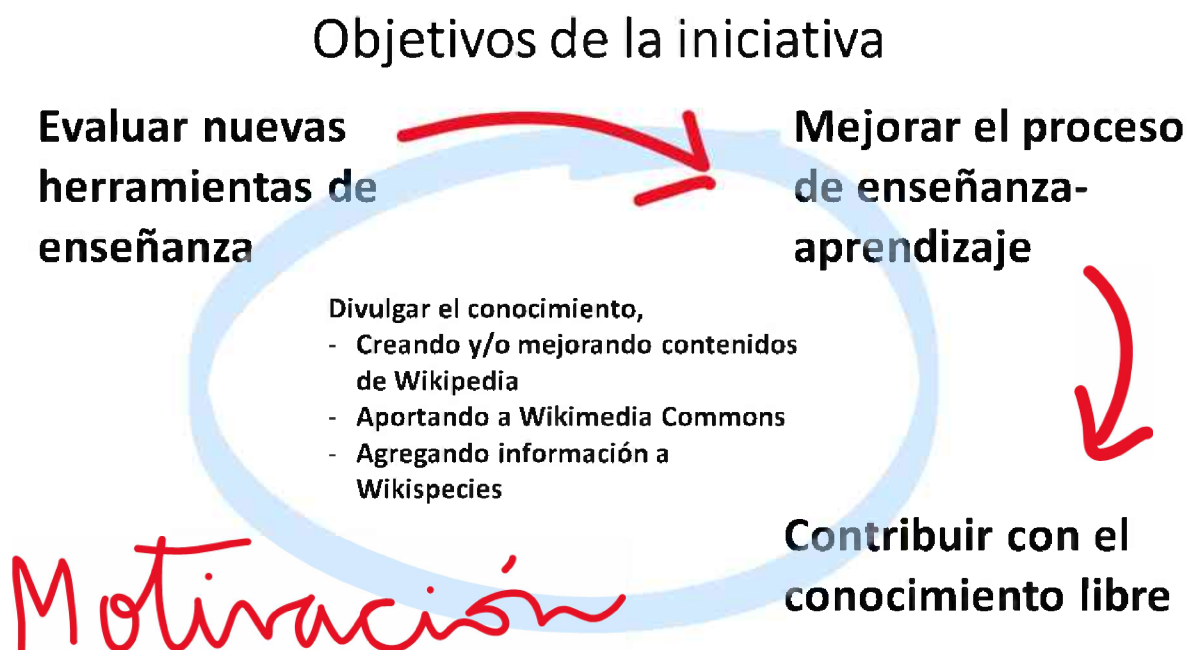 Objetivos de la iniciativa
Evaluar nuevas
herramientas de
enseñanza
Mejorar el proceso
de enseñanza-
aprendizaje
Divulgar el conocimiento,
- Creando y/o mejorando contenidos
de Wikipedia
- Aportando a Wikimedia Commons
- Agregando información a
Wikispecies
Contribuir con el
conocimiento libre
Motivación